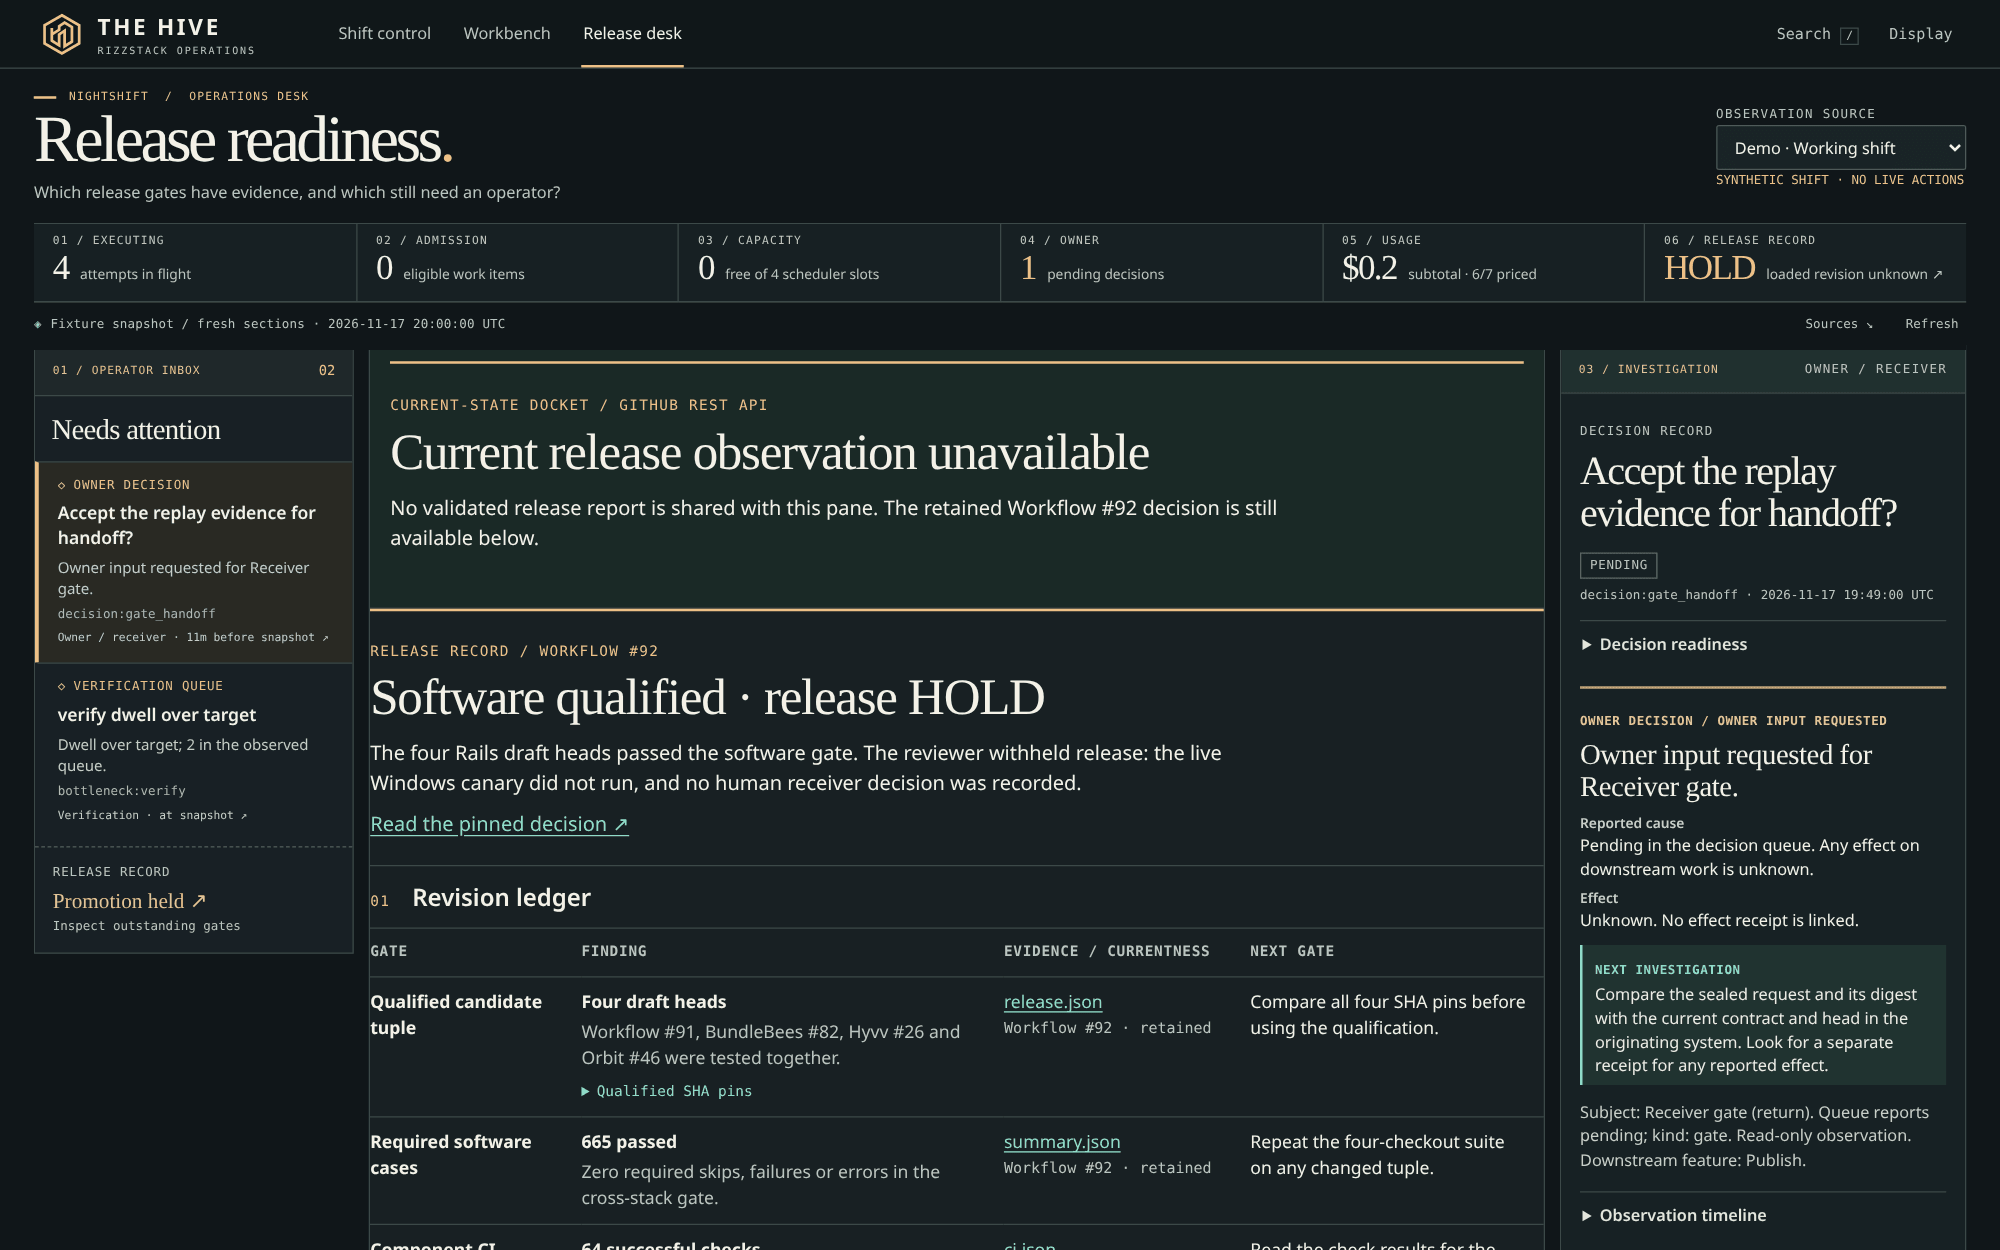 THE HIVE
RIZZSTACK OPERATIONS
Shift control
Workbench
Release desk
Search /
Display
NIGHTSHIFT / OPERATIONS DESK
Release readiness.
Which release gates have evidence, and which still need an operator?
OBSERVATION SOURCE
Demo · Working shift
SYNTHETIC SHIFT · NO LIVE ACTIONS
01 / EXECUTING
4 attempts in flight
02 / ADMISSION
0 eligible work items
03 / CAPACITY
0 free of 4 scheduler slots
04 / OWNER
1 pending decisions
05 / USAGE
$0.2 subtotal · 6/7 priced
06 / RELEASE RECORD
HOLD loaded revision unknown ↗
◈ Fixture snapshot / fresh sections · 2026-11-17 20:00:00 UTC
Sources ↘
Refresh
01 / OPERATOR INBOX 02
Needs attention
◇ OWNER DECISION
Accept the replay evidence for
handoff?
Owner input requested for Receiver
gate.
decision:gate_handoff
Owner / receiver · 11m before snapshot ↗
◇ VERIFICATION QUEUE
verify dwell over target
Dwell over target; 2 in the observed
queue.
bottleneck:verify
Verification · at snapshot ↗
RELEASE RECORD
Promotion held ↗
Inspect outstanding gates
CURRENT-STATE DOCKET / GITHUB REST API
Current release observation unavailable
No validated release report is shared with this pane. The retained Workflow #92 decision is still
available below.
RELEASE RECORD / WORKFLOW #92
Software qualified · release HOLD
The four Rails draft heads passed the software gate. The reviewer withheld release: the live
Windows canary did not run, and no human receiver decision was recorded.
Read the pinned decision ↗
01 Revision ledger
GATE FINDING EVIDENCE / CURRENTNESS NEXT GATE
Qualified candidate
tuple
Four draft heads
Workflow #91, BundleBees #82, Hyvv #26 and
Orbit #46 were tested together.
▶ Qualified SHA pins
release.json
Workflow #92 · retained
Compare all four SHA pins before
using the qualification.
Required software
cases
665 passed
Zero required skips, failures or errors in the
cross-stack gate.
summary.json
Workflow #92 · retained
Repeat the four-checkout suite
on any changed tuple.
Component CI
64 successful checks
ci.json
Read the check results for the
03 / INVESTIGATION
OWNER / RECEIVER
DECISION RECORD
Accept the replay
evidence for handoff?
PENDING
decision:gate_handoff · 2026-11-17 19:49:00 UTC
▶ Decision readiness
OWNER DECISION / OWNER INPUT REQUESTED
Owner input requested for
Receiver gate.
Reported cause
Pending in the decision queue. Any effect on
downstream work is unknown.
Effect
Unknown. No effect receipt is linked.
NEXT INVESTIGATION
Compare the sealed request and its digest
with the current contract and head in the
originating system. Look for a separate
receipt for any reported effect.
Subject: Receiver gate (return). Queue reports
pending; kind: gate. Read-only observation.
Downstream feature: Publish.
▶ Observation timeline